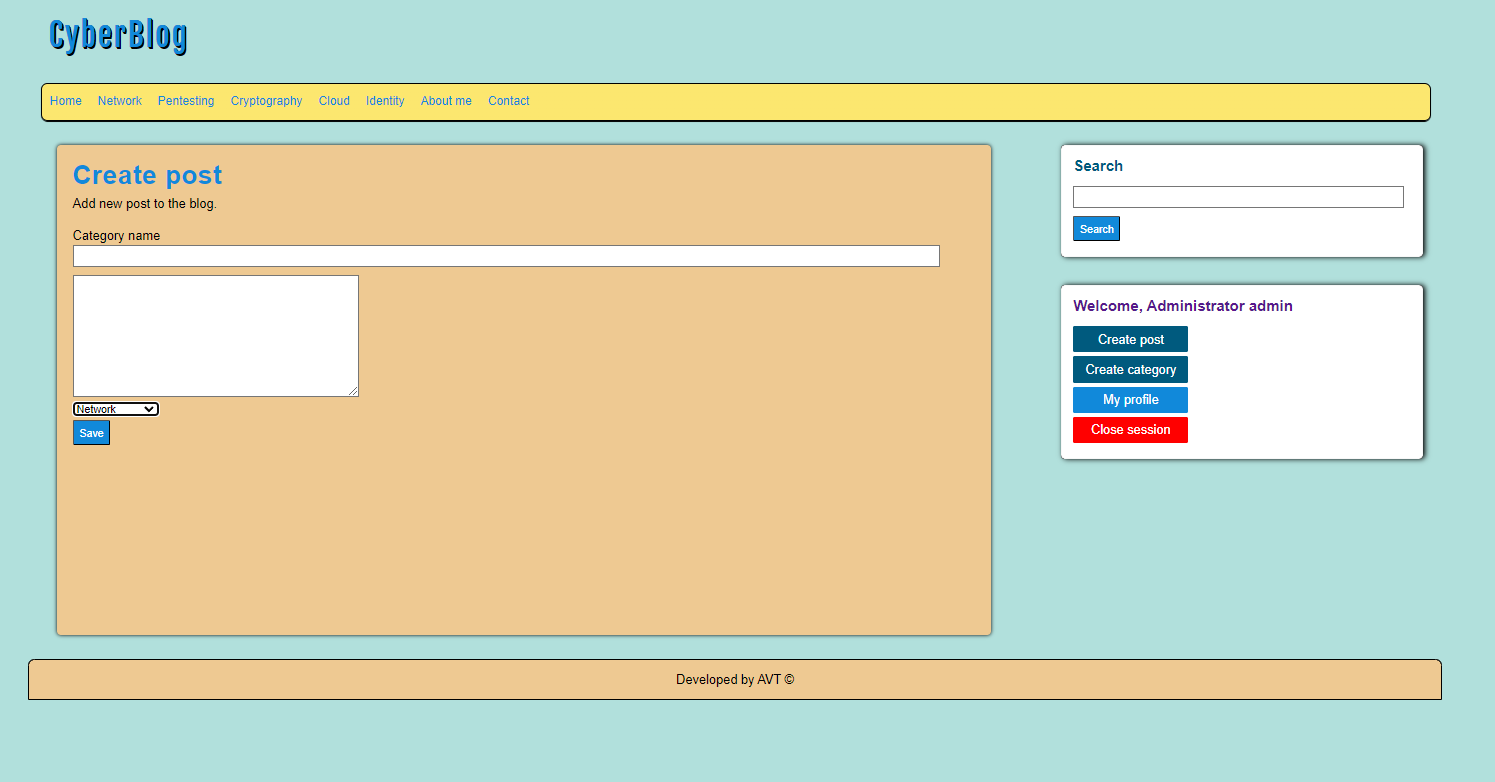 CyberBlog
Home Network Pentesting Cryptography Cloud Identity About me Contact
Create post
Add new post to the blog.
Category name
Network
Save
Search
Search
Welcome, Administrator admin
Create post
Create category
My profile
Close session
Developed by AVT ©